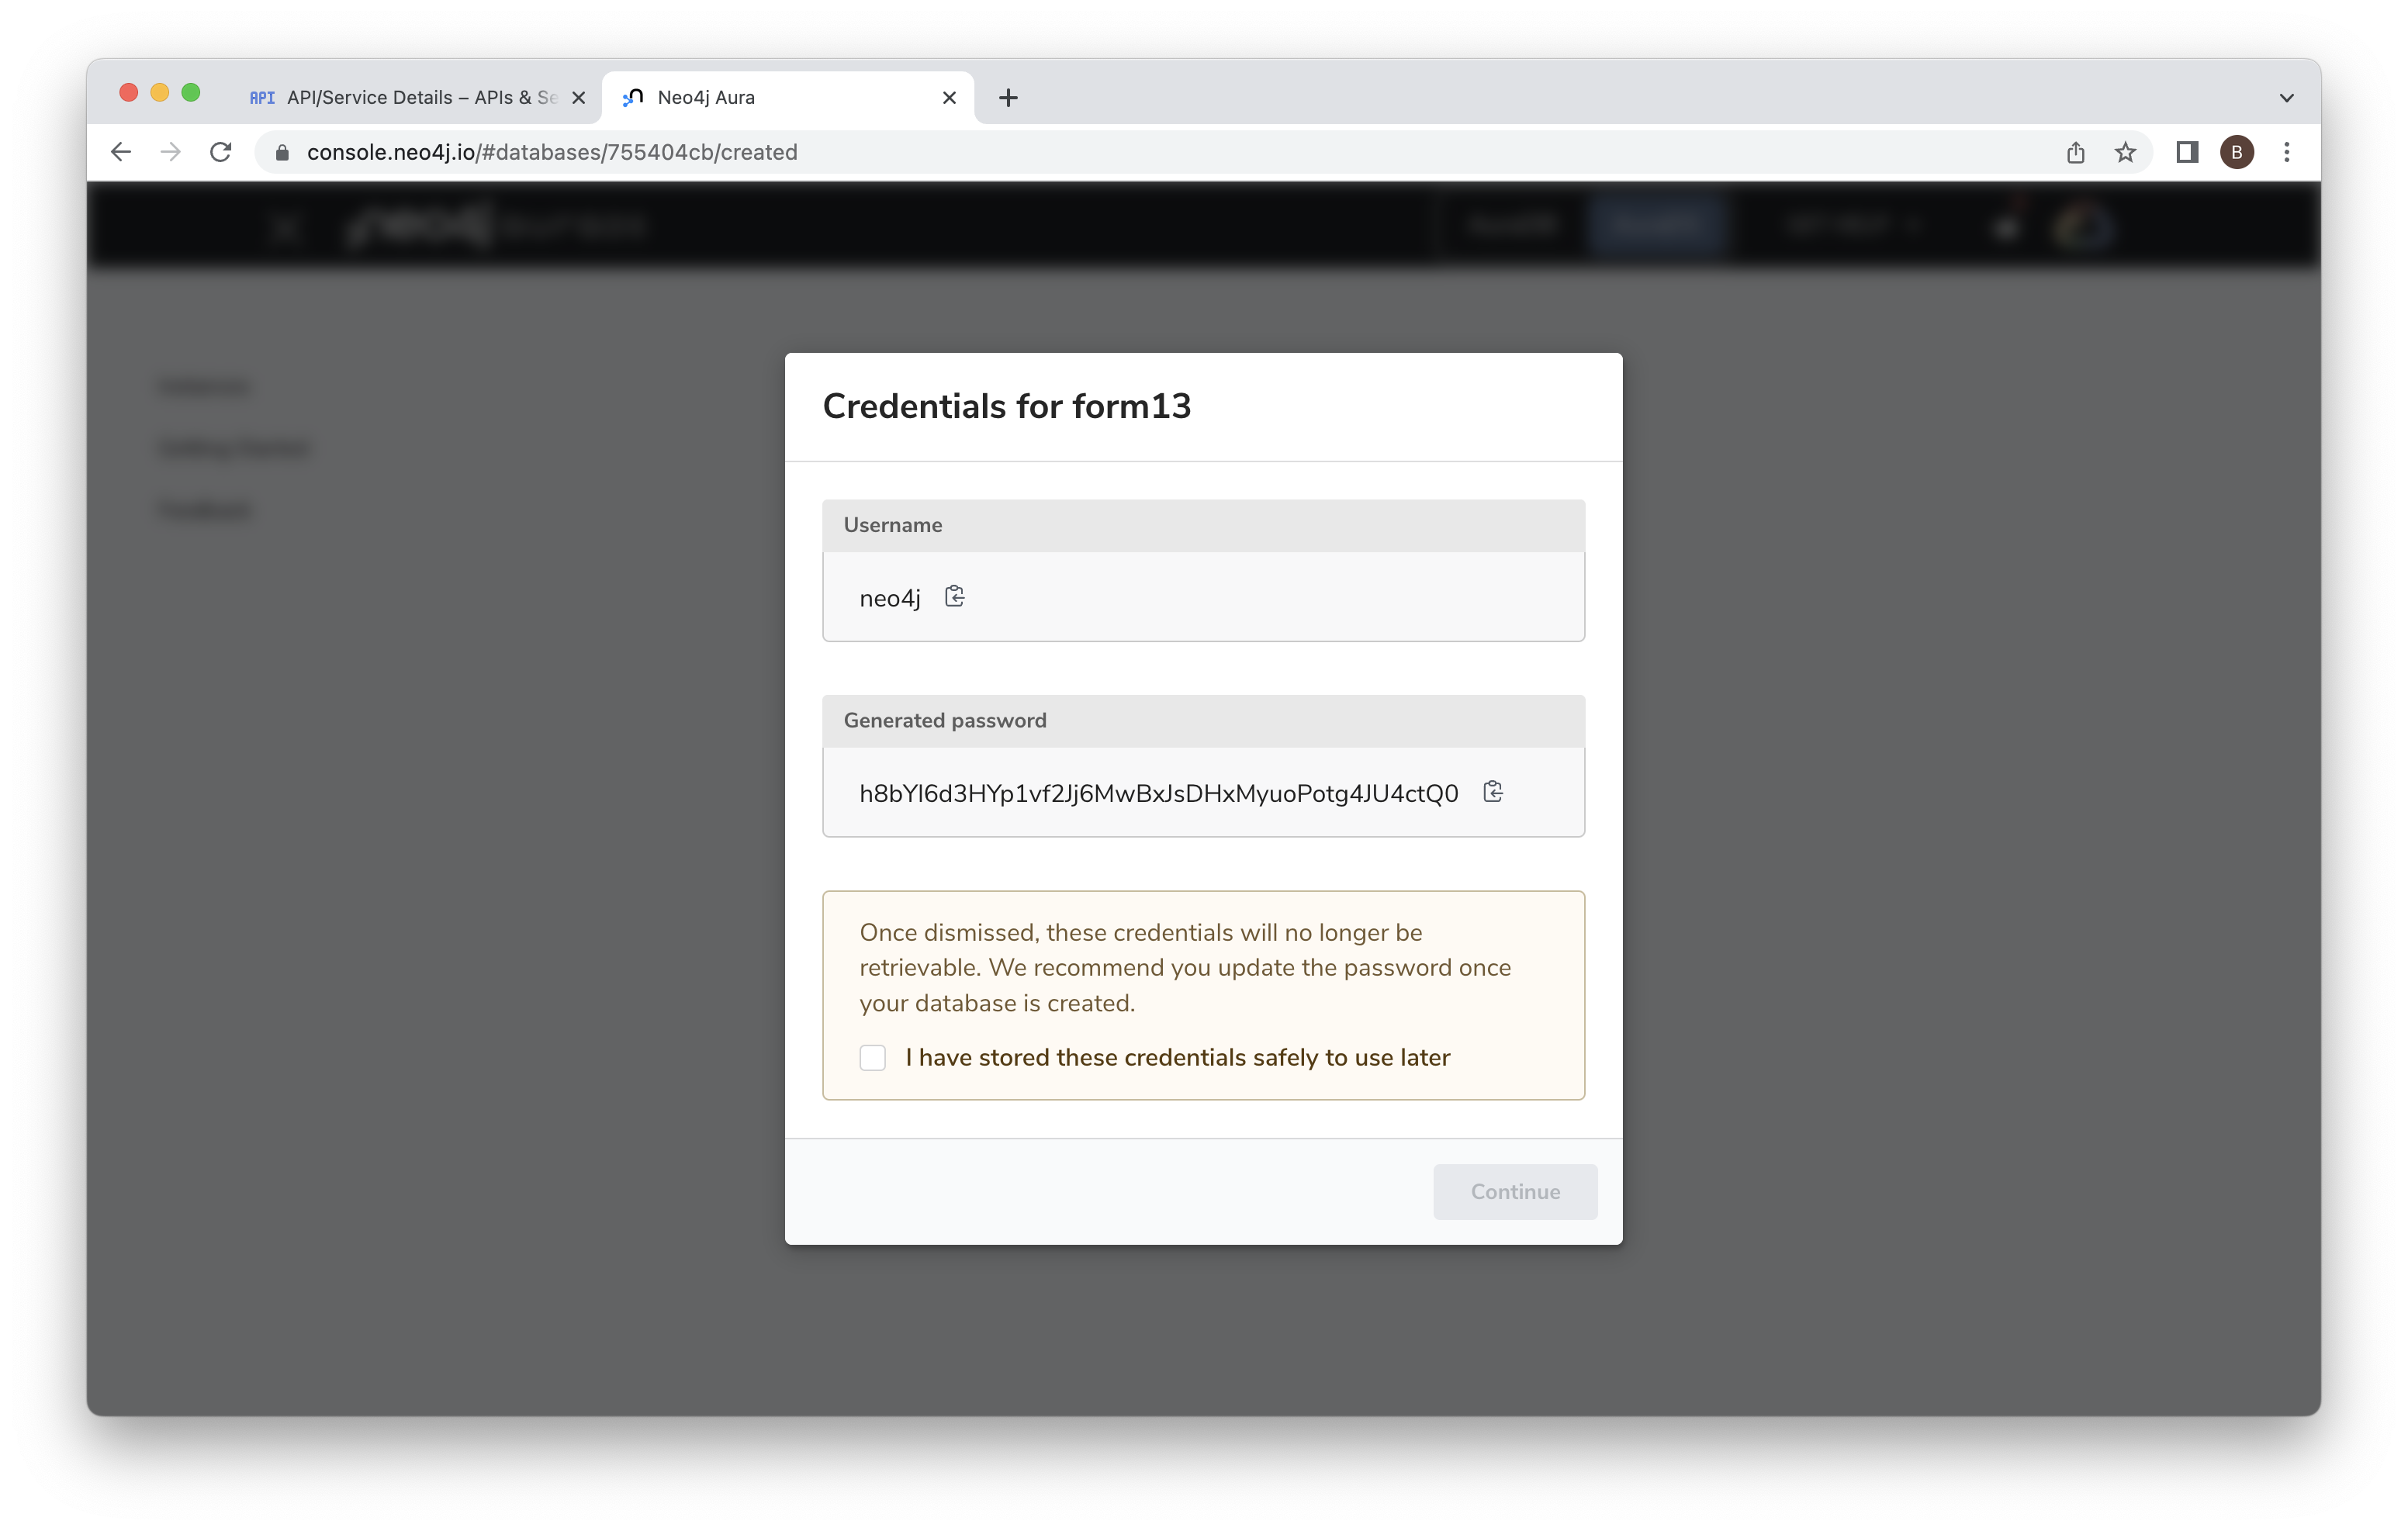 API API/Service Details – APIs & Se
Neo4j Aura
console.neo4j.io/#databases/755404cb/created
B
neo4j
Credentials for form13
Username
neo4j
Generated password
h8bYl6d3HYp1vf2Jj6MwBxJsDHxMyuoPotg4JU4ctQ0
Once dismissed, these credentials will no longer be
retrievable. We recommend you update the password once
your database is created.
I have stored these credentials safely to use later
Continue